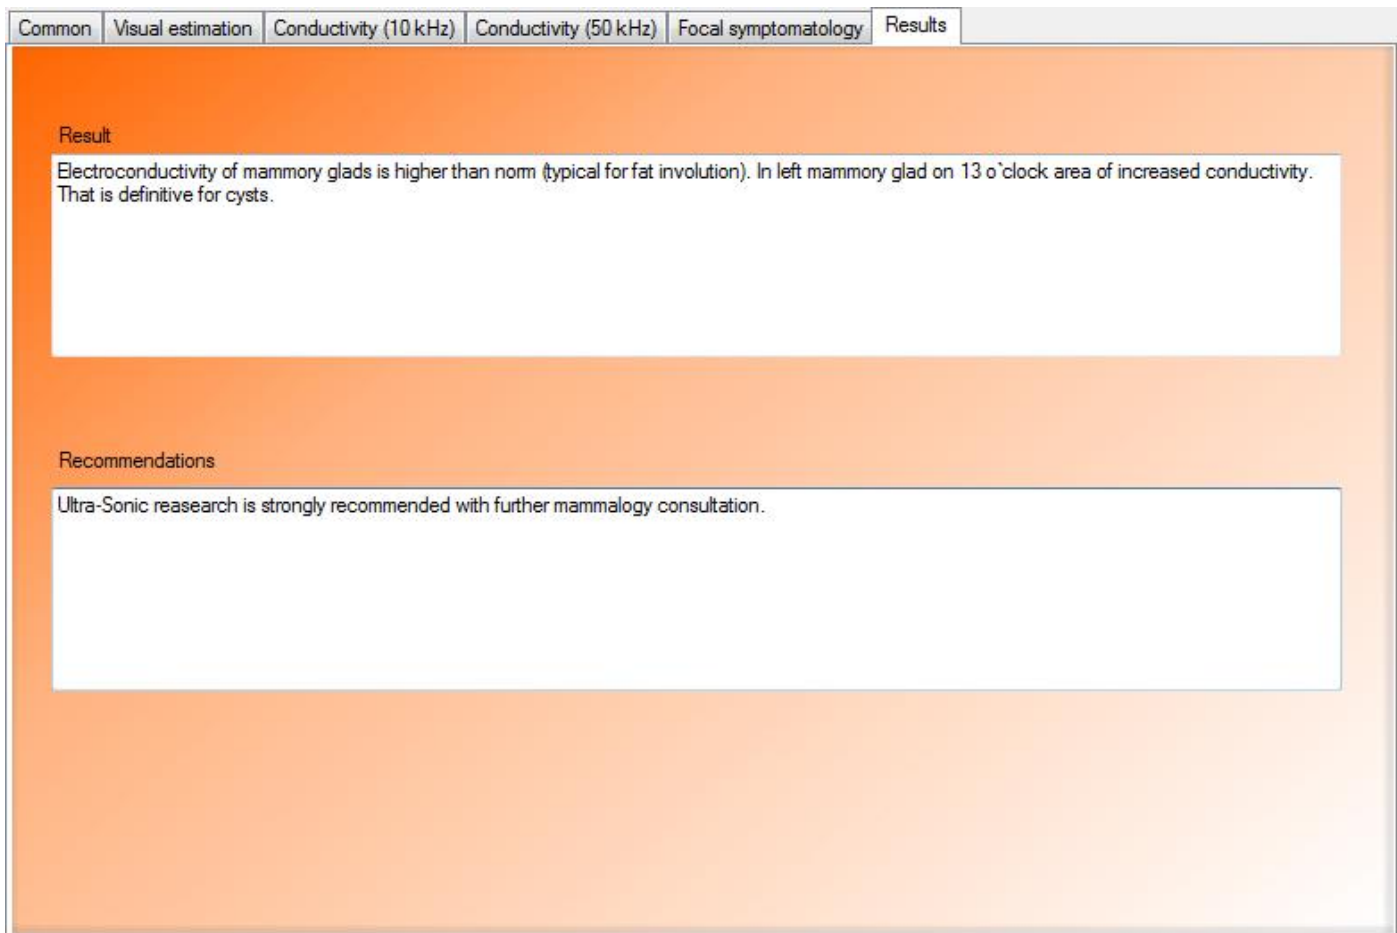 Common Visual estimation Conductivity (10 kHz) Conductivity (50 kHz) Focal symptomatology Results
Result
Electroconductivity of mammory glads is higher than norm (typical for fat involution). In left mammory glad on 13 o`clock area of increased conductivity.
That is definitive for cysts.
Recommendations
Ultra-Sonic reasearch is strongly recommended with further mammalogy consultation.